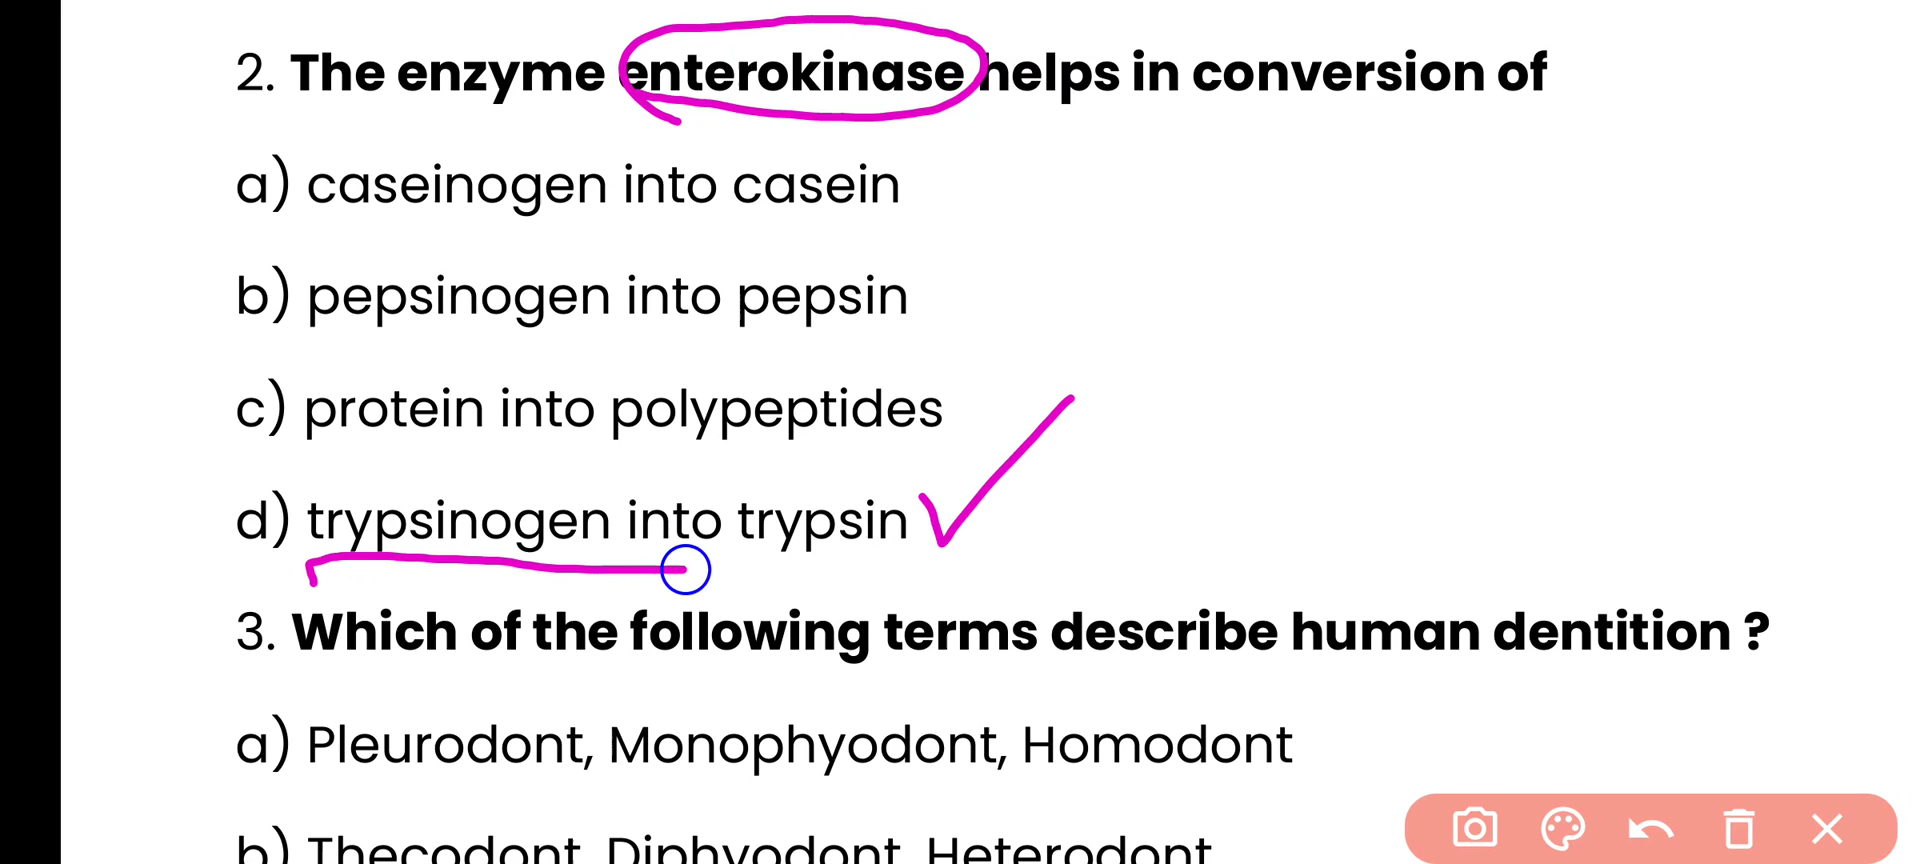 2. The enzyme enterokinase helps in conversion of
a) caseinogen into casein
b) pepsinogen into pepsin
c) protein into polypeptides
d) trypsinogen into trypsin
3. Which of the following terms describe human dentition ?
a) Pleurodont, Monophyodont, Homodont
b) Thecodont, Diphyodont, Heterodont